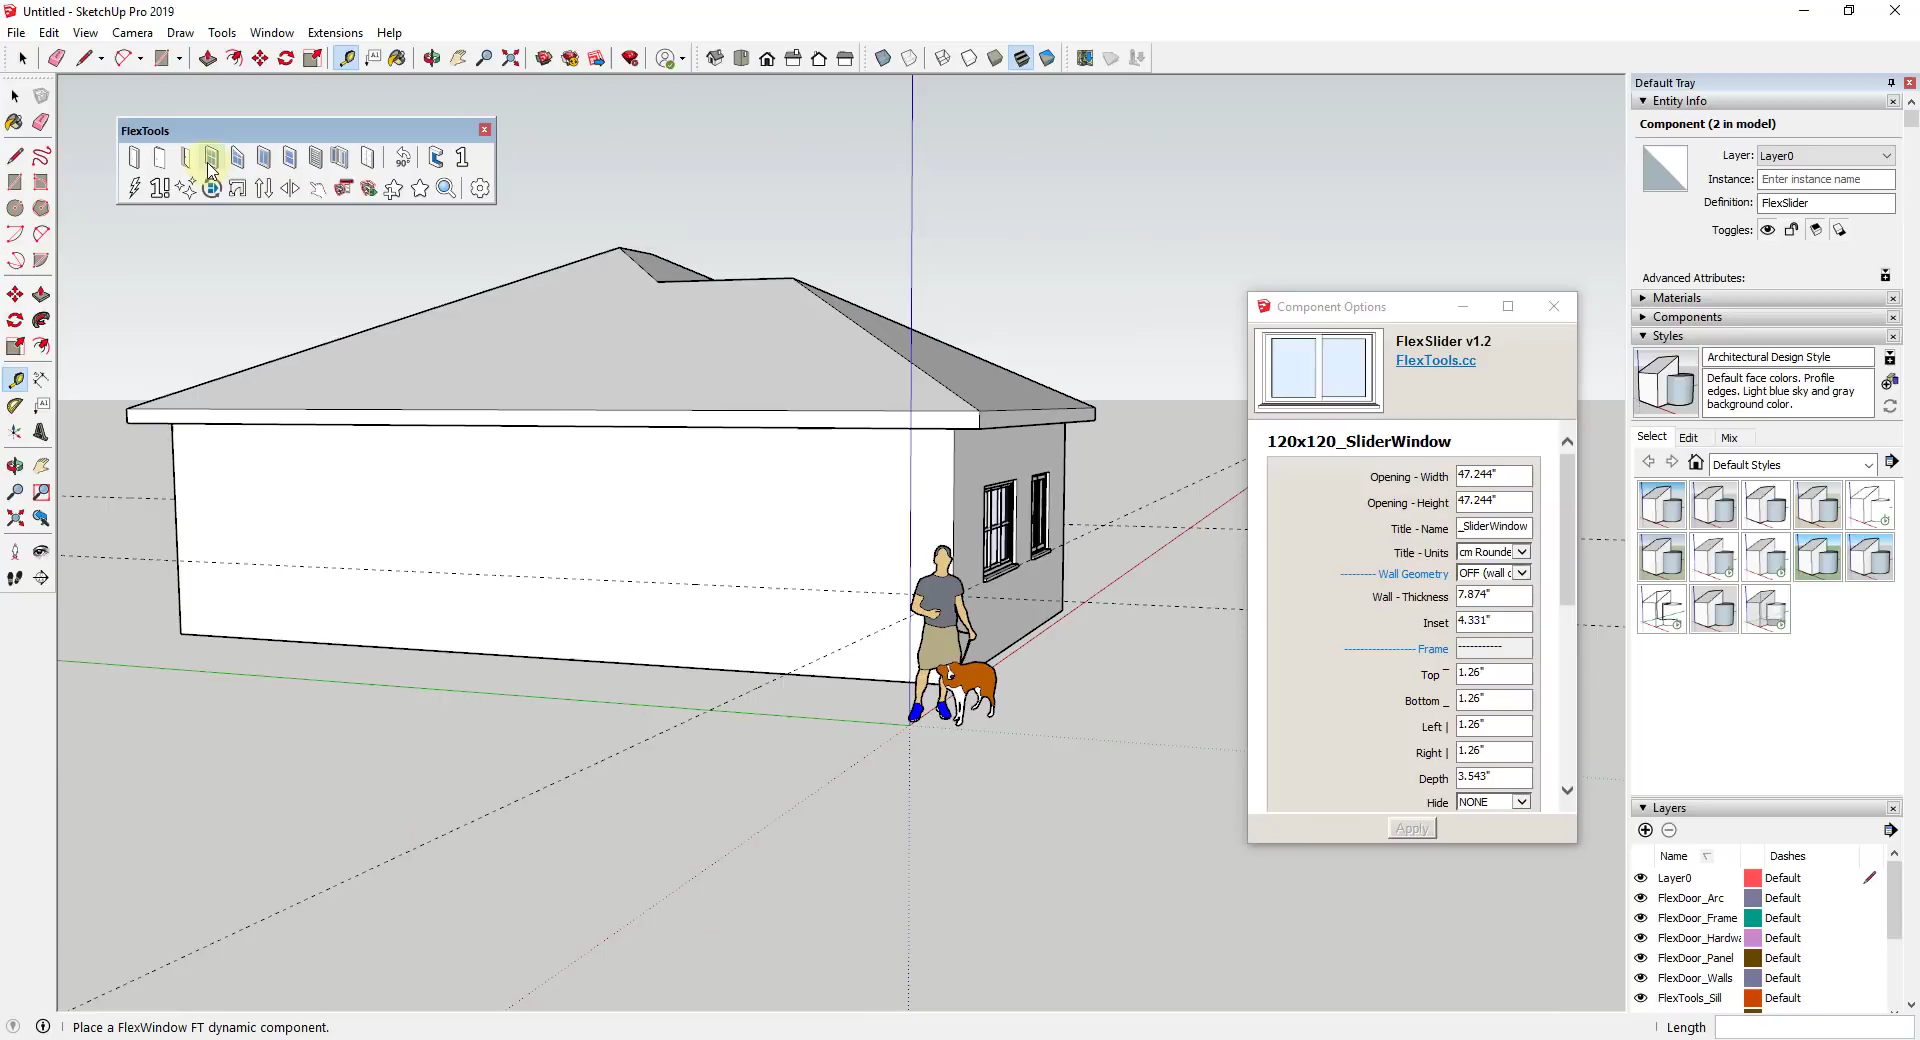 Untitled - SketchUp Pro 2019
File Edit View Camera Draw Tools Window Extensions Help
FlexTools
90°
1
1!
Default Tray
Entity Info
Component (2 in model)
Layer: Layer0
Instance: Enter instance name
Definition: FlexSlider
Toggles:
Advanced Attributes:
Materials
Components
Styles
Architectural Design Style
Default face colors. Profile
edges. Light blue sky and gray
background color.
Select Edit Mix
Default Styles
Component Options
FlexSlider v1.2
FlexTools.cc
120x120_SliderWindow
Opening - Width 47.244"
Opening - Height 47.244"
Title - Name _SliderWindow
Title - Units cm Rounde
--------- Wall Geometry OFF (wall c
Wall - Thickness 7.874"
Inset 4.331"
------------------ Frame -----------
Top ¯ 1.26"
Bottom _ 1.26"
Left | 1.26"
Right | 1.26"
Depth 3.543"
Hide NONE
Apply
Layers
Name Dashes
Layer0 Default
FlexDoor_Arc Default
FlexDoor_Frame Default
FlexDoor_Hardwa Default
FlexDoor_Panel Default
FlexDoor_Walls Default
FlexTools_Sill Default
Place a FlexWindow FT dynamic component.
Length